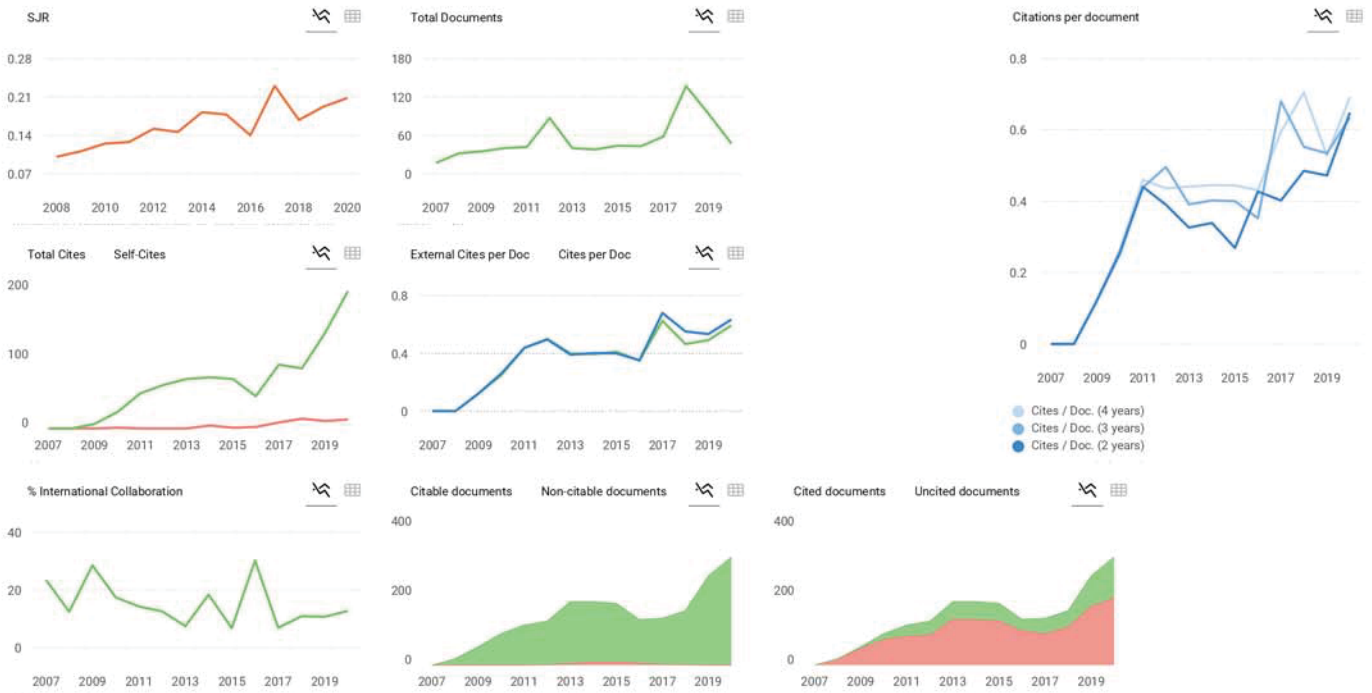 SJR
0.28
0.21
0.14
0.07
2008 2010 2012 2014 2016 2018 2020
Total Documents
180
120
60
0
2007 2009 2011 2013 2015 2017 2019
Citations per document
0.8
0.6
0.4
0.2
0
2007 2009 2011 2013 2015 2017 2019
Cites / Doc. (4 years)
Cites / Doc. (3 years)
Cites / Doc. (2 years)
Total Cites Self-Cites
200
100
0
2007 2009 2011 2013 2015 2017 2019
External Cites per Doc Cites per Doc
0.8
0.4
0
2007 2009 2011 2013 2015 2017 2019
% International Collaboration
40
20
0
2007 2009 2011 2013 2015 2017 2019
Citable documents Non-citable documents
400
200
0
2007 2009 2011 2013 2015 2017 2019
Cited documents Uncited documents
400
200
0
2007 2009 2011 2013 2015 2017 2019